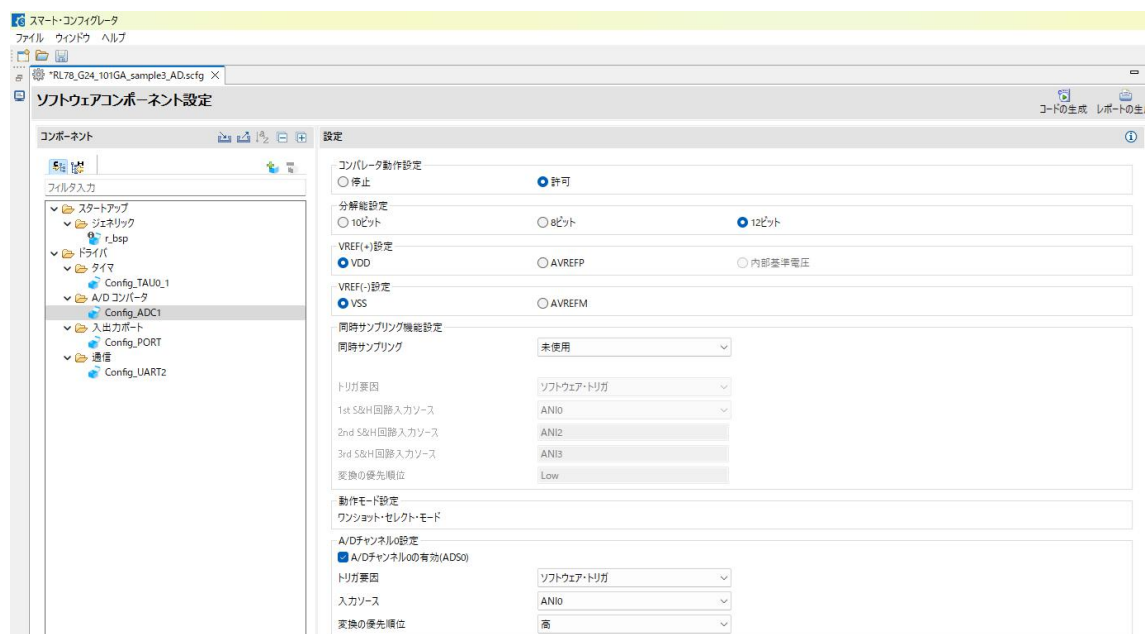 スマート・コンフィグレータ
ファイル ウィンドウ ヘルプ
*RL78_G24_101GA_sample3_AD.scfg
ソフトウェアコンポーネント設定
コードの生成 レポートの生
コンポーネント
設定
フィルタ入力
スタートアップ
ジェネリック
r_bsp
ドライバ
タイマ
Config_TAU0_1
A/D コンバータ
Config_ADC1
入出力ポート
Config_PORT
通信
Config_UART2
コンパレータ動作設定
停止 許可
分解能設定
10ビット 8ビット 12ビット
VREF(+)設定
VDD AVREFP 内部基準電圧
VREF(-)設定
VSS AVREFM
同時サンプリング機能設定
同時サンプリング 未使用
トリガ要因 ソフトウェア・トリガ
1st S&H回路入力ソース ANI0
2nd S&H回路入力ソース ANI2
3rd S&H回路入力ソース ANI3
変換の優先順位 Low
動作モード設定
ワンショット・セレクト・モード
A/Dチャンネル0設定
A/Dチャンネル0の有効(ADS0)
トリガ要因 ソフトウェア・トリガ
入力ソース ANI0
変換の優先順位 高